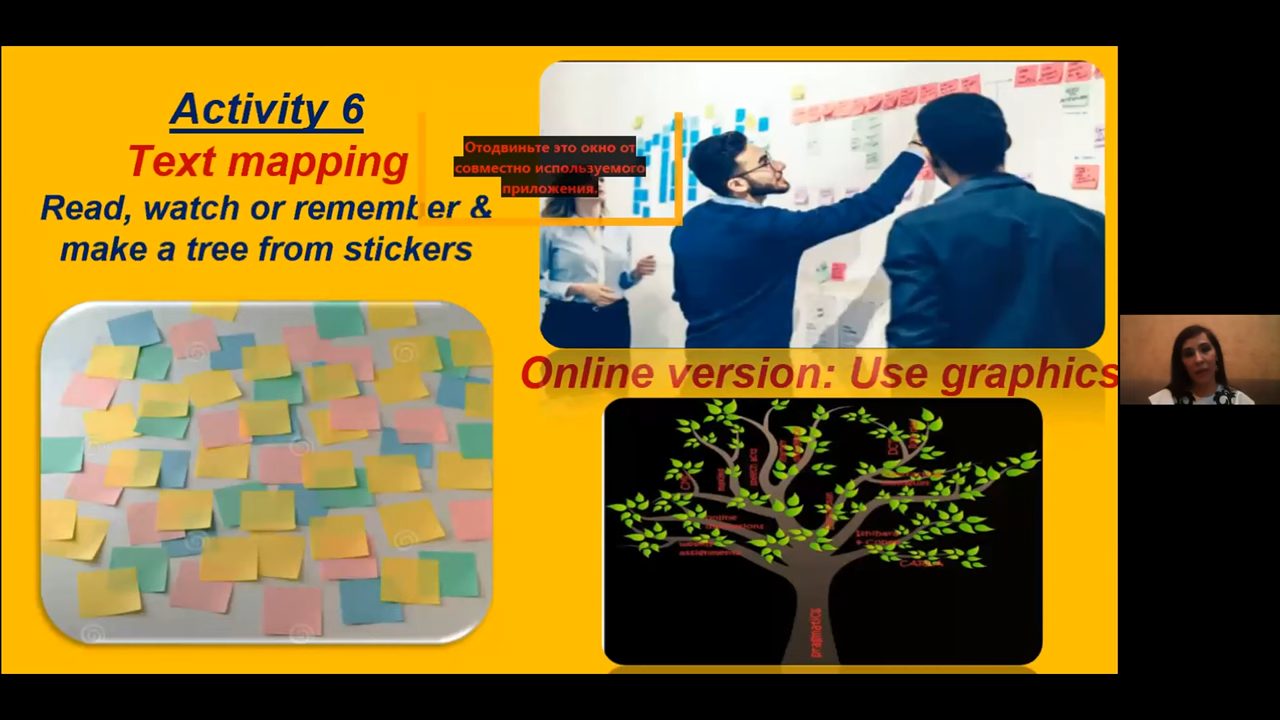 Activity 6
Text mapping
Read, watch or remember &
make a tree from stickers
Отодвиньте это окно от
совместно используемого
приложения.
Online version: Use graphics
pragmatics